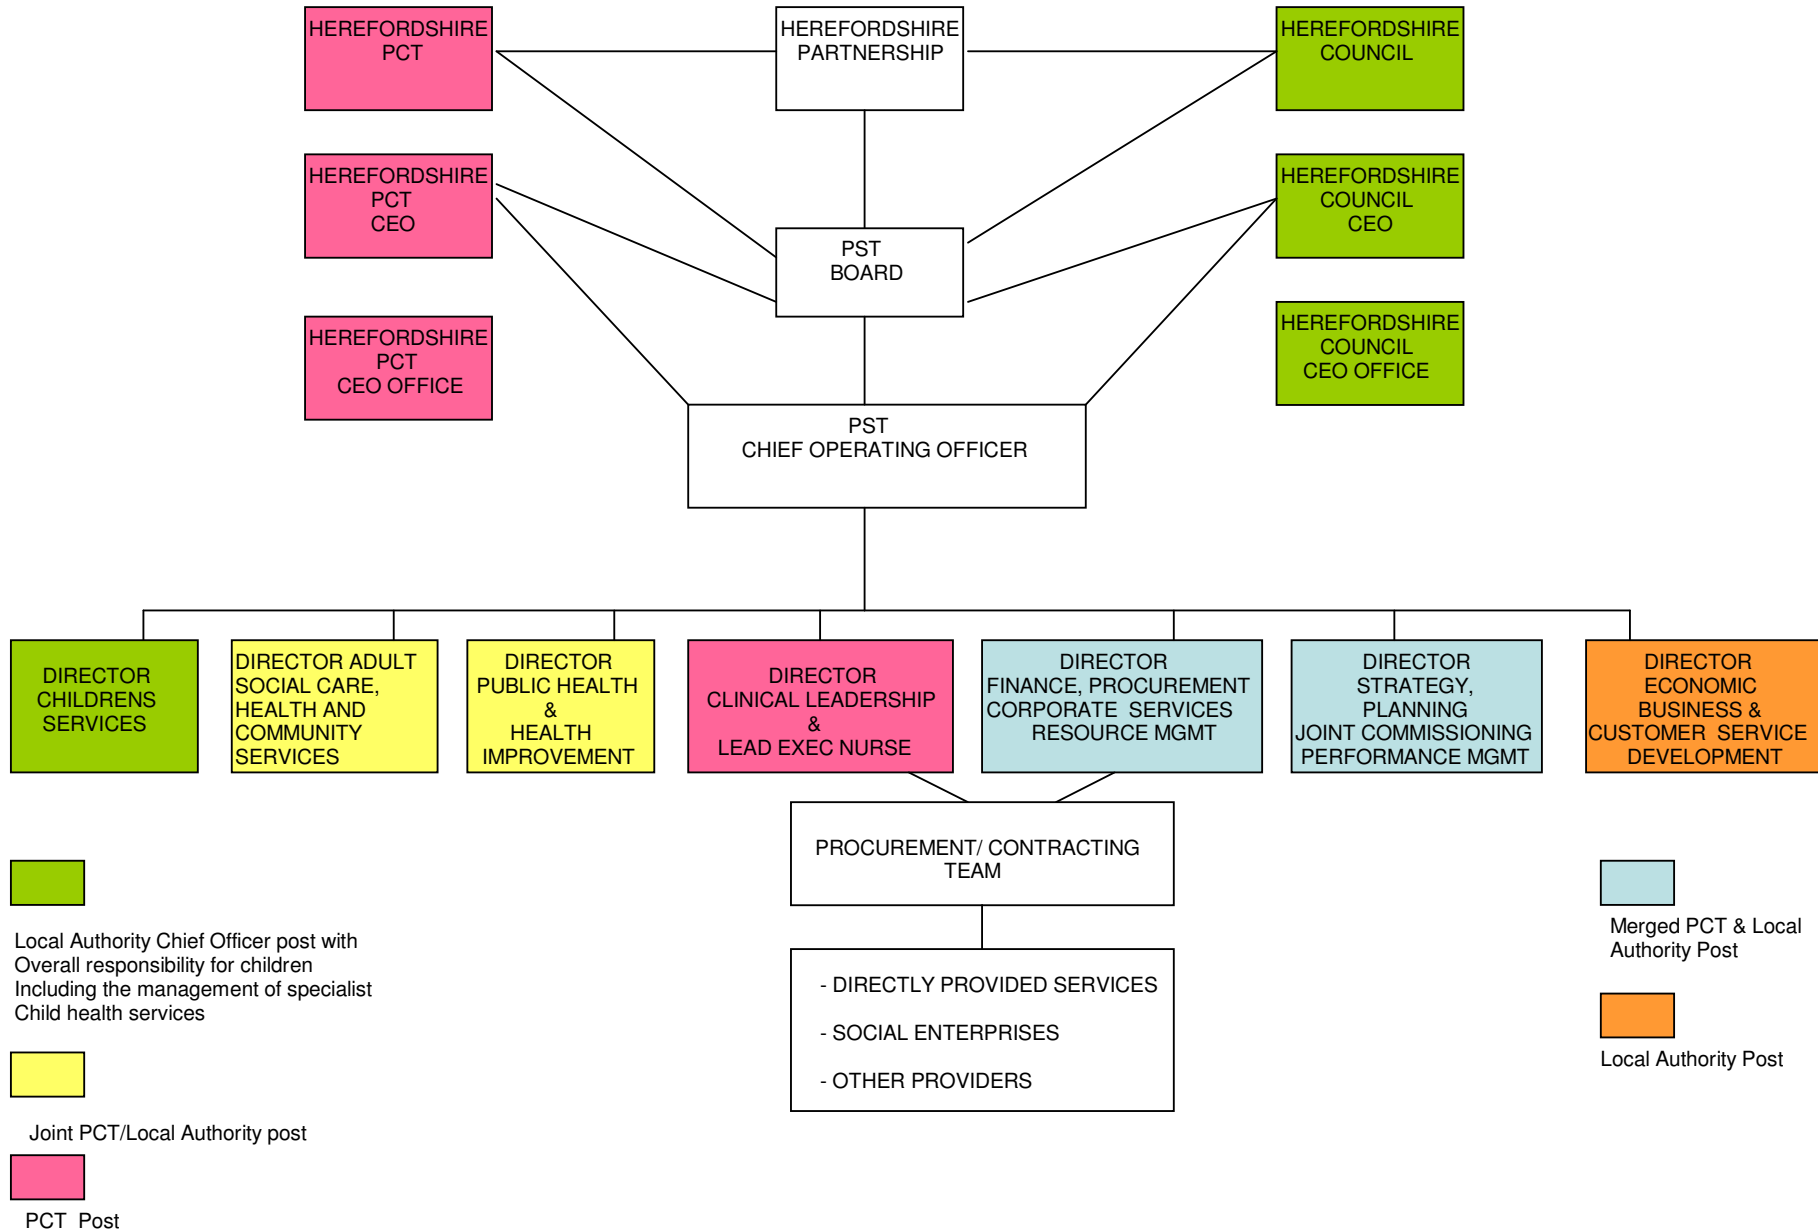 HEREFORDSHIRE
PCT
HEREFORDSHIRE
PARTNERSHIP
HEREFORDSHIRE
COUNCIL
HEREFORDSHIRE
PCT
CEO
HEREFORDSHIRE
COUNCIL
CEO
PST
BOARD
HEREFORDSHIRE
PCT
CEO OFFICE
HEREFORDSHIRE
COUNCIL
CEO OFFICE
PST
CHIEF OPERATING OFFICER
DIRECTOR
CHILDRENS
SERVICES
DIRECTOR ADULT
SOCIAL CARE,
HEALTH AND
COMMUNITY
SERVICES
DIRECTOR
PUBLIC HEALTH
&
HEALTH
IMPROVEMENT
DIRECTOR
CLINICAL LEADERSHIP
&
LEAD EXEC NURSE
DIRECTOR
FINANCE, PROCUREMENT
CORPORATE SERVICES
RESOURCE MGMT
DIRECTOR
STRATEGY,
PLANNING
JOINT COMMISSIONING
PERFORMANCE MGMT
DIRECTOR
ECONOMIC
BUSINESS &
CUSTOMER SERVICE
DEVELOPMENT
PROCUREMENT/ CONTRACTING
TEAM
- DIRECTLY PROVIDED SERVICES
- SOCIAL ENTERPRISES
- OTHER PROVIDERS
Local Authority Chief Officer post with
Overall responsibility for children
Including the management of specialist
Child health services
Joint PCT/Local Authority post
PCT Post
Merged PCT & Local
Authority Post
Local Authority Post